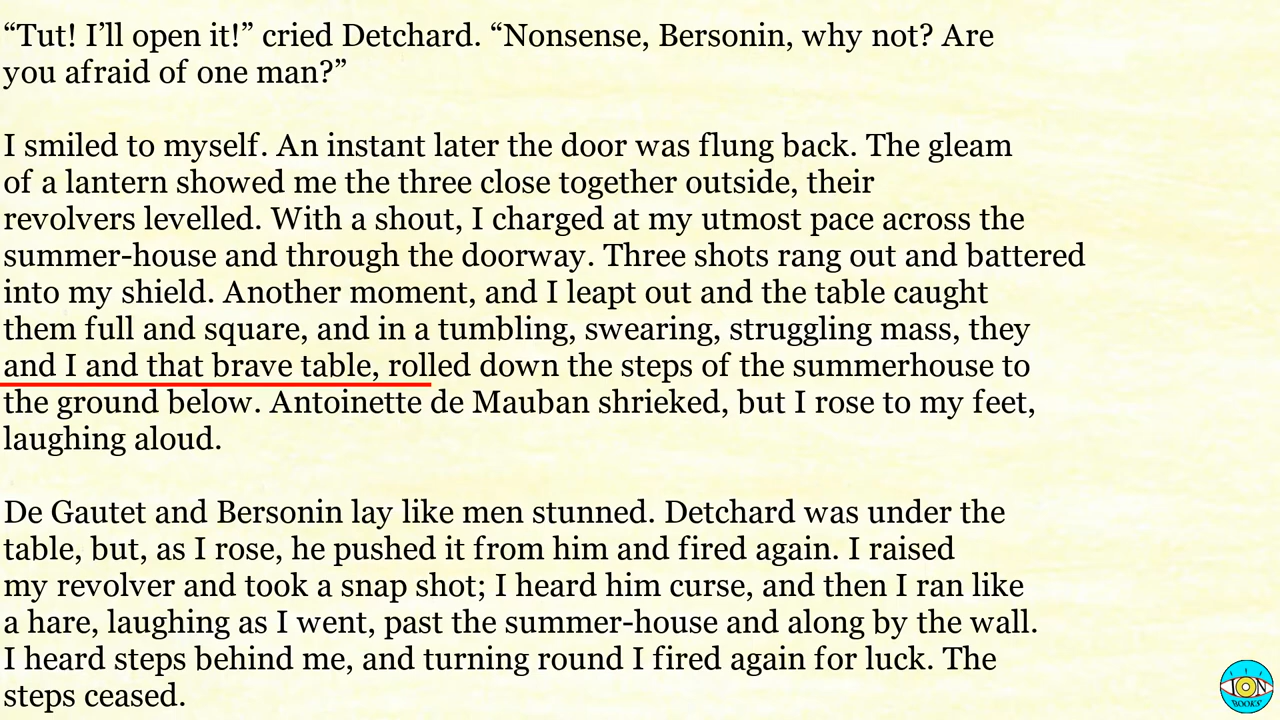 “Tut! I’ll open it!” cried Detchard. “Nonsense, Bersonin, why not? Are
you afraid of one man?”
I smiled to myself. An instant later the door was flung back. The gleam
of a lantern showed me the three close together outside, their
revolvers levelled. With a shout, I charged at my utmost pace across the
summer-house and through the doorway. Three shots rang out and battered
into my shield. Another moment, and I leapt out and the table caught
them full and square, and in a tumbling, swearing, struggling mass, they
and I and that brave table, rolled down the steps of the summerhouse to
the ground below. Antoinette de Mauban shrieked, but I rose to my feet,
laughing aloud.
De Gautet and Bersonin lay like men stunned. Detchard was under the
table, but, as I rose, he pushed it from him and fired again. I raised
my revolver and took a snap shot; I heard him curse, and then I ran like
a hare, laughing as I went, past the summer-house and along by the wall.
I heard steps behind me, and turning round I fired again for luck. The
steps ceased.
ION
BOOKS